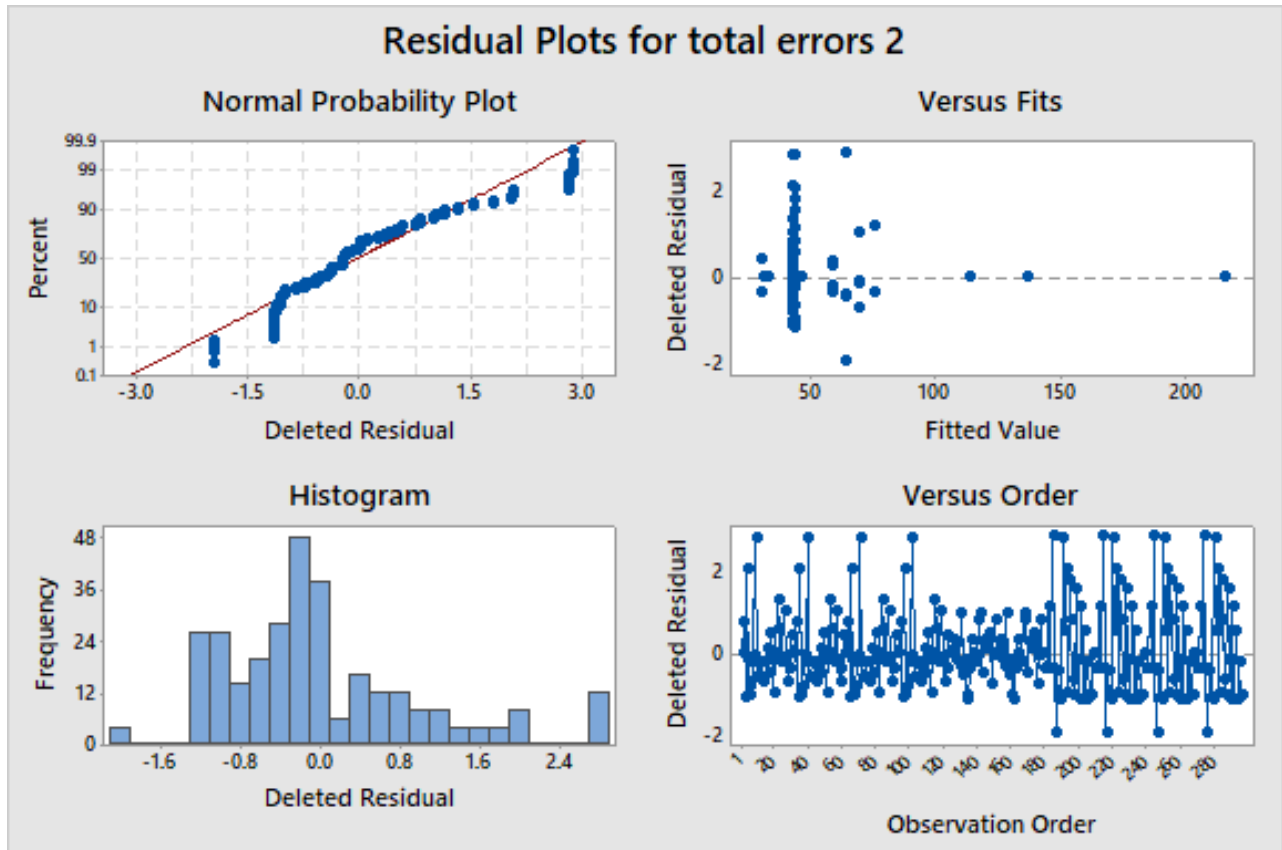 Residual Plots for total errors 2
Normal Probability Plot
99.9
99
90
50
10
1
0.1
Percent
-3.0 -1.5 0.0 1.5 3.0
Deleted Residual
Versus Fits
2
0
-2
Deleted Residual
50 100 150 200
Fitted Value
Histogram
48
36
24
12
0
Frequency
-1.6 -0.8 0.0 0.8 1.6 2.4
Deleted Residual
Versus Order
2
0
-2
Deleted Residual
1 20 40 60 80 100 120 140 160 180 200 220 240 260 280
Observation Order